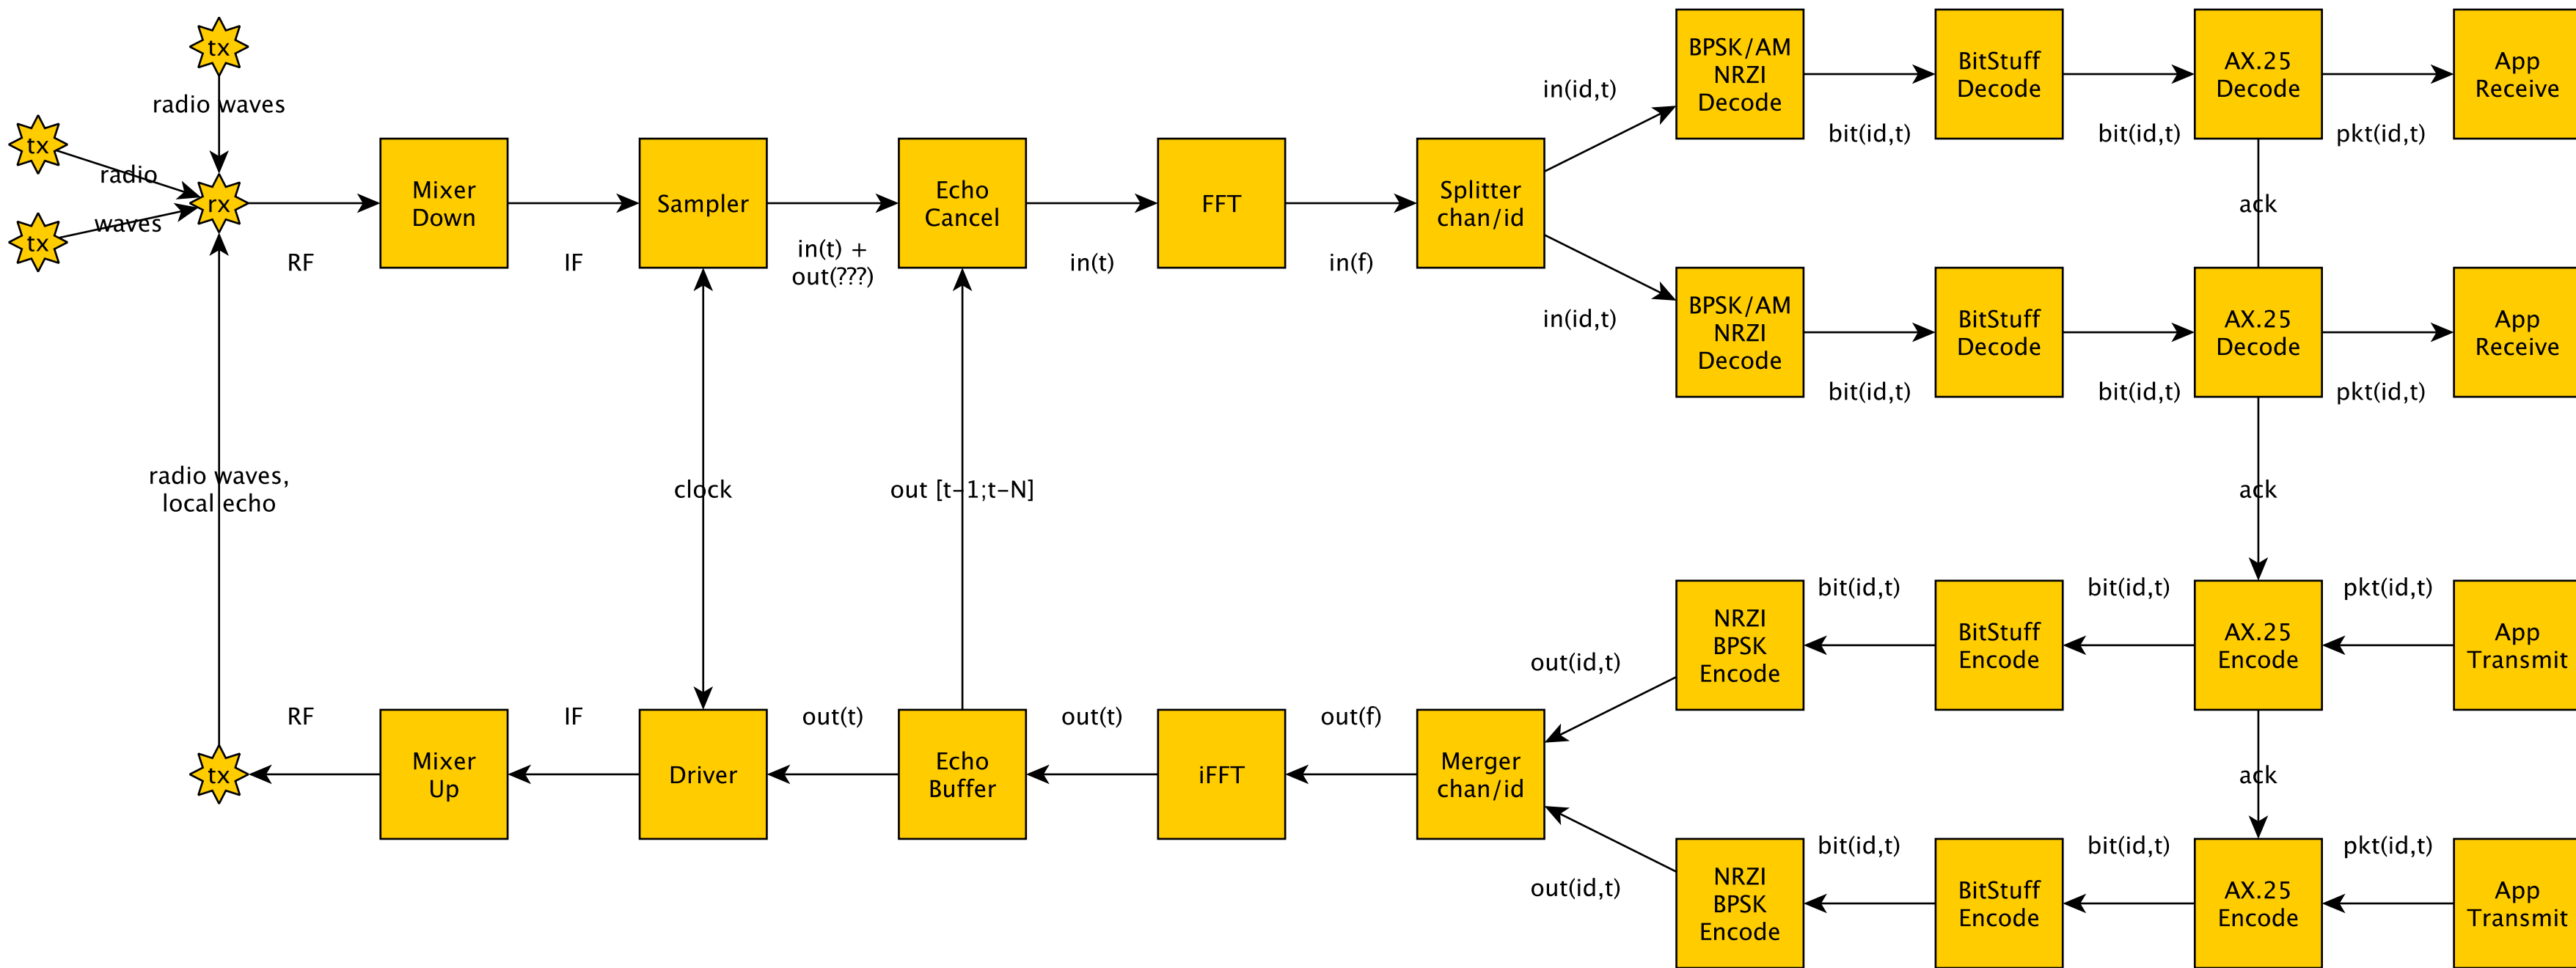 tx
radio waves
tx
radio
waves
tx
rx
RF
Mixer
Down
IF
Sampler
in(t) +
out(???)
Echo
Cancel
in(t)
FFT
in(f)
Splitter
chan/id
in(id,t)
BPSK/AM
NRZI
Decode
bit(id,t)
BitStuff
Decode
bit(id,t)
AX.25
Decode
pkt(id,t)
App
Receive
ack
in(id,t)
BPSK/AM
NRZI
Decode
bit(id,t)
BitStuff
Decode
bit(id,t)
AX.25
Decode
pkt(id,t)
App
Receive
radio waves,
local echo
clock
out [t-1;t-N]
ack
tx
RF
Mixer
Up
IF
Driver
out(t)
Echo
Buffer
out(t)
iFFT
out(f)
Merger
chan/id
out(id,t)
NRZI
BPSK
Encode
bit(id,t)
BitStuff
Encode
bit(id,t)
AX.25
Encode
pkt(id,t)
App
Transmit
ack
out(id,t)
NRZI
BPSK
Encode
bit(id,t)
BitStuff
Encode
bit(id,t)
AX.25
Encode
pkt(id,t)
App
Transmit